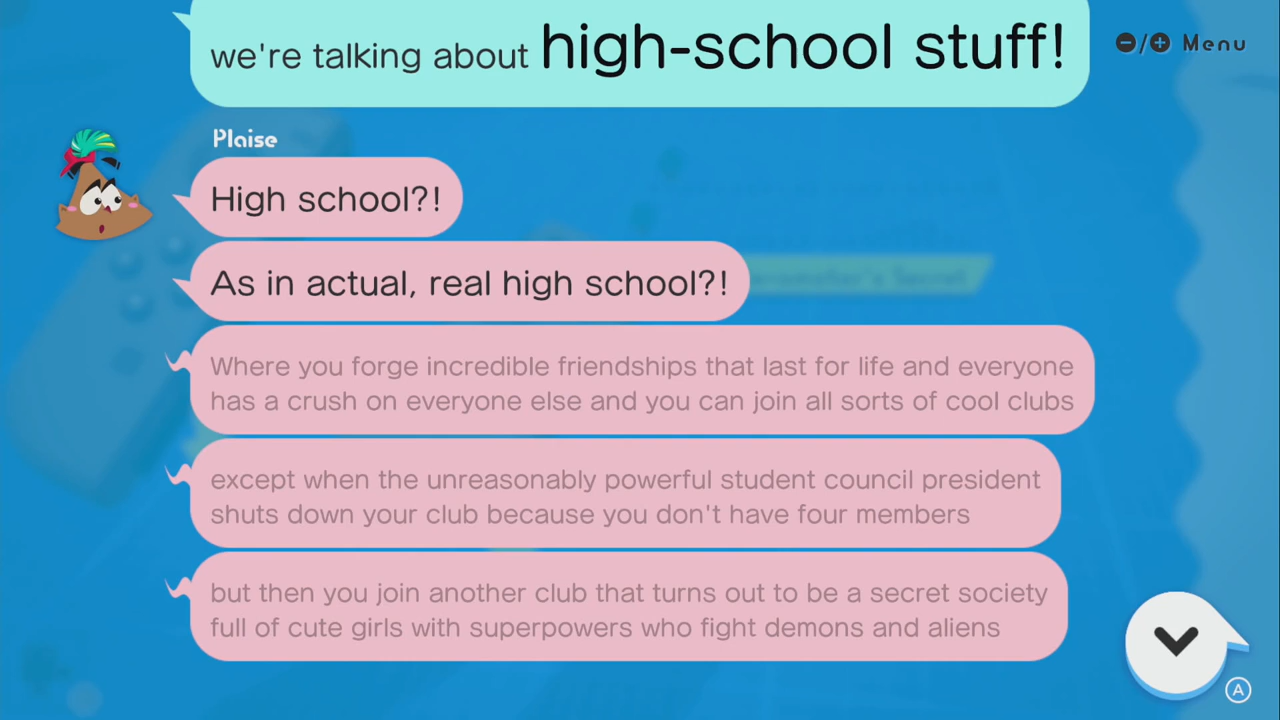 we're talking about high-school stuff!
−/+ Menu
Plaise
High school?!
As in actual, real high school?!
Where you forge incredible friendships that last for life and everyone
has a crush on everyone else and you can join all sorts of cool clubs
except when the unreasonably powerful student council president
shuts down your club because you don't have four members
but then you join another club that turns out to be a secret society
full of cute girls with superpowers who fight demons and aliens
A